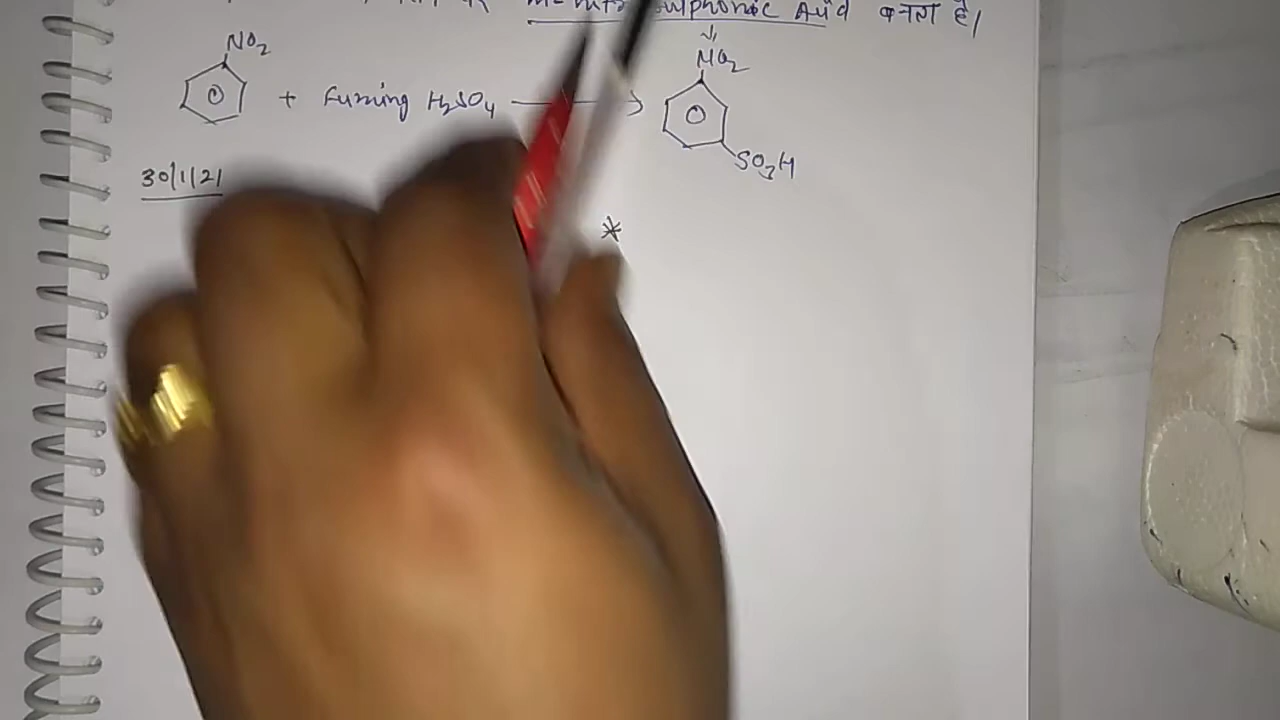 Sulphonic Acid बनता है।
NO2 NO2
+ Fuming H2SO4 → SO3H
30/1/21
*